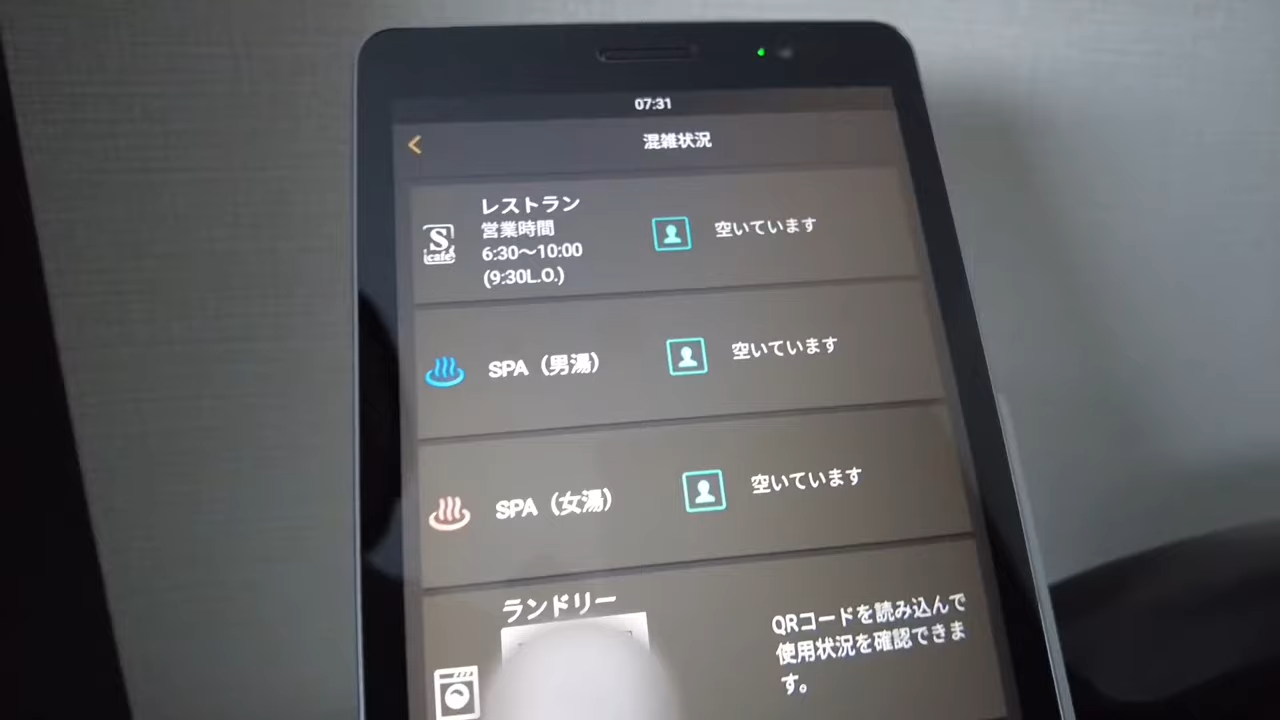 07:31
混雑状況
レストラン
営業時間
6:30～10:00
(9:30L.O.)
S
cafe
空いています
SPA（男湯）
空いています
SPA（女湯）
空いています
ランドリー
QRコードを読み込んで
使用状況を確認できま
す。